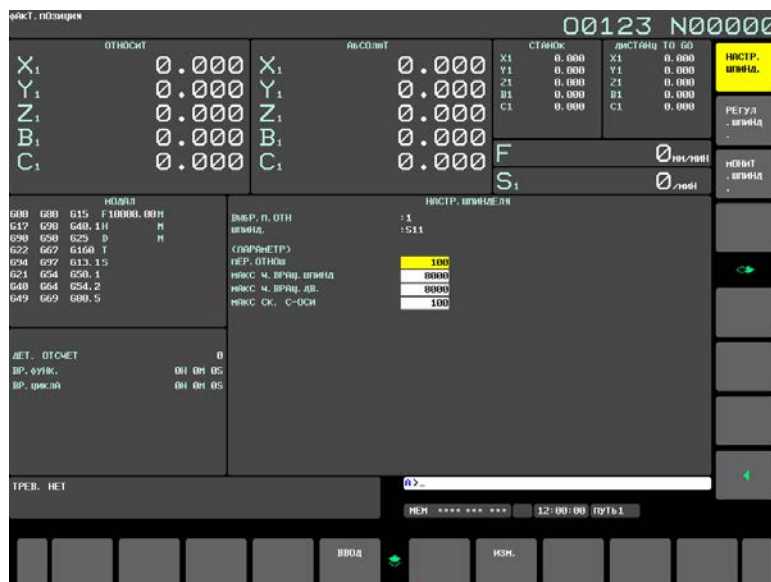 ФАКТ. ПОЗИЦИЯ
O0123 N00000
ОТНОСИТ
X1 0.000
Y1 0.000
Z1 0.000
B1 0.000
C1 0.000
АБСОЛЮТ
X1 0.000
Y1 0.000
Z1 0.000
B1 0.000
C1 0.000
СТАНОК
X1 0.000
Y1 0.000
Z1 0.000
B1 0.000
C1 0.000
ДИСТАНЦ TO GO
X1 0.000
Y1 0.000
Z1 0.000
B1 0.000
C1 0.000
F 0 ММ/МИН
S1 0 /МИН
НАСТР. ШПИНД.
РЕГУЛ
. ШПИНД
.
МОНИТ
. ШПИНД
.
МОДАЛ
G00 G80 G15 F10000.00 M
G17 G98 G40.1 H M
G90 G50 G25 D M
G22 G67 G160 T
G94 G97 G13.1 S
G21 G54 G50.1
G40 G64 G54.2
G49 G69 G80.5
НАСТР. ШПИНДЕЛЯ
ВЫБР. П. ОТН :1
ШПИНД. :S11
(ПАРАМЕТР)
ПЕР. ОТНОШ 100
МАКС Ч. ВРАЩ. ШПИНД 8000
МАКС Ч. ВРАЩ. ДВ. 8000
МАКС СК. C-ОСИ 100
ДЕТ. ОТСЧЕТ 0
ВР. ФУНК. 0H 0M 0S
ВР. ЦИКЛА 0H 0M 0S
ТРЕВ. НЕТ
A>_
MEM **** *** *** 12:00:00 ПУТЬ1
ВВОД
ИЗМ.